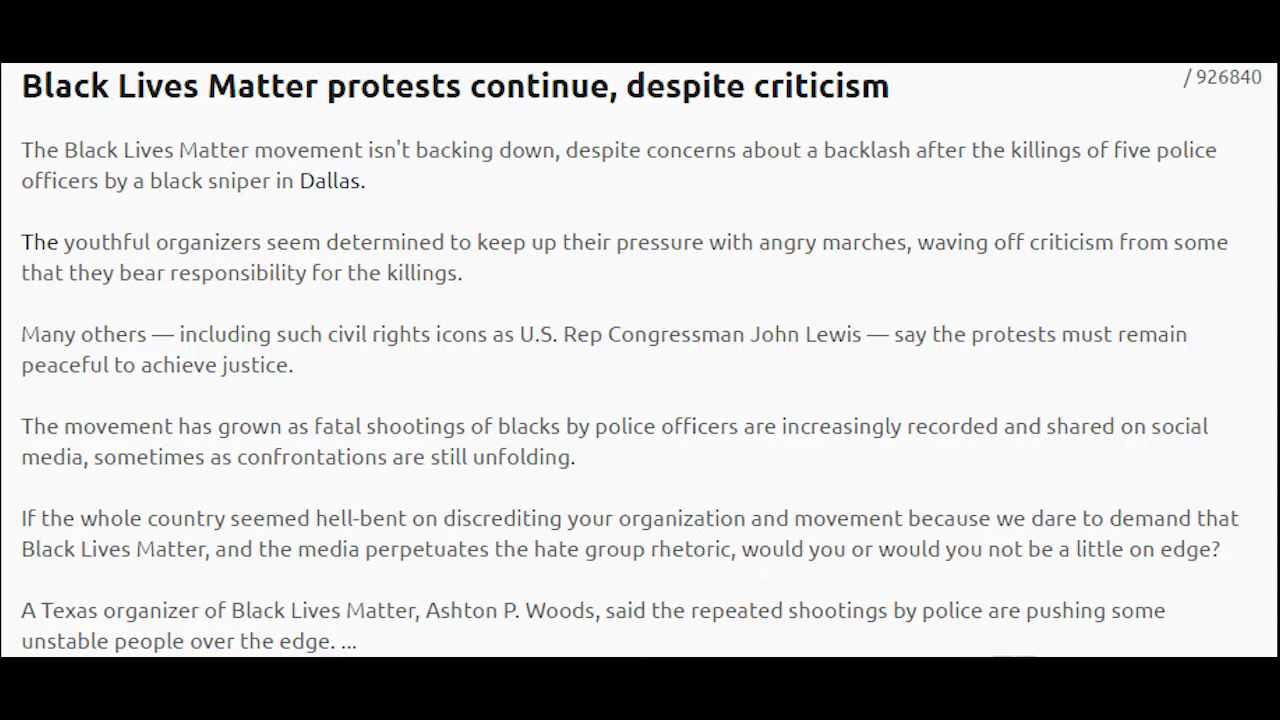 Black Lives Matter protests continue, despite criticism
/ 926840
The Black Lives Matter movement isn't backing down, despite concerns about a backlash after the killings of five police
officers by a black sniper in Dallas.
The youthful organizers seem determined to keep up their pressure with angry marches, waving off criticism from some
that they bear responsibility for the killings.
Many others — including such civil rights icons as U.S. Rep Congressman John Lewis — say the protests must remain
peaceful to achieve justice.
The movement has grown as fatal shootings of blacks by police officers are increasingly recorded and shared on social
media, sometimes as confrontations are still unfolding.
If the whole country seemed hell-bent on discrediting your organization and movement because we dare to demand that
Black Lives Matter, and the media perpetuates the hate group rhetoric, would you or would you not be a little on edge?
A Texas organizer of Black Lives Matter, Ashton P. Woods, said the repeated shootings by police are pushing some
unstable people over the edge. ...